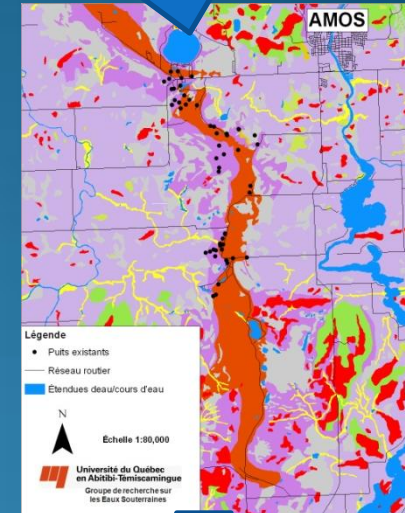 AMOS
Légende
Puits existants
Réseau routier
Étendues deau/cours d'eau
N
Échelle 1:80,000
Université du Québec
en Abitibi-Témiscamingue
Groupe de recherche sur
les Eaux Souterraines